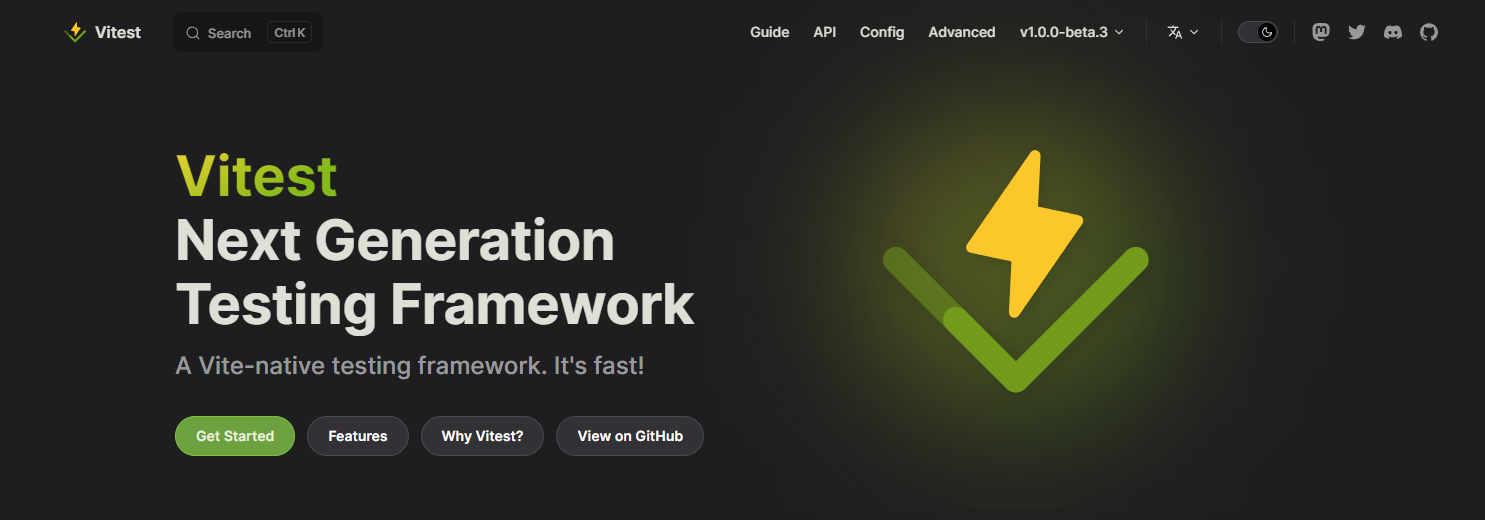 Vitest
Search Ctrl K
Guide API Config Advanced v1.0.0-beta.3
Vitest
Next Generation
Testing Framework
A Vite-native testing framework. It's fast!
Get Started Features Why Vitest? View on GitHub